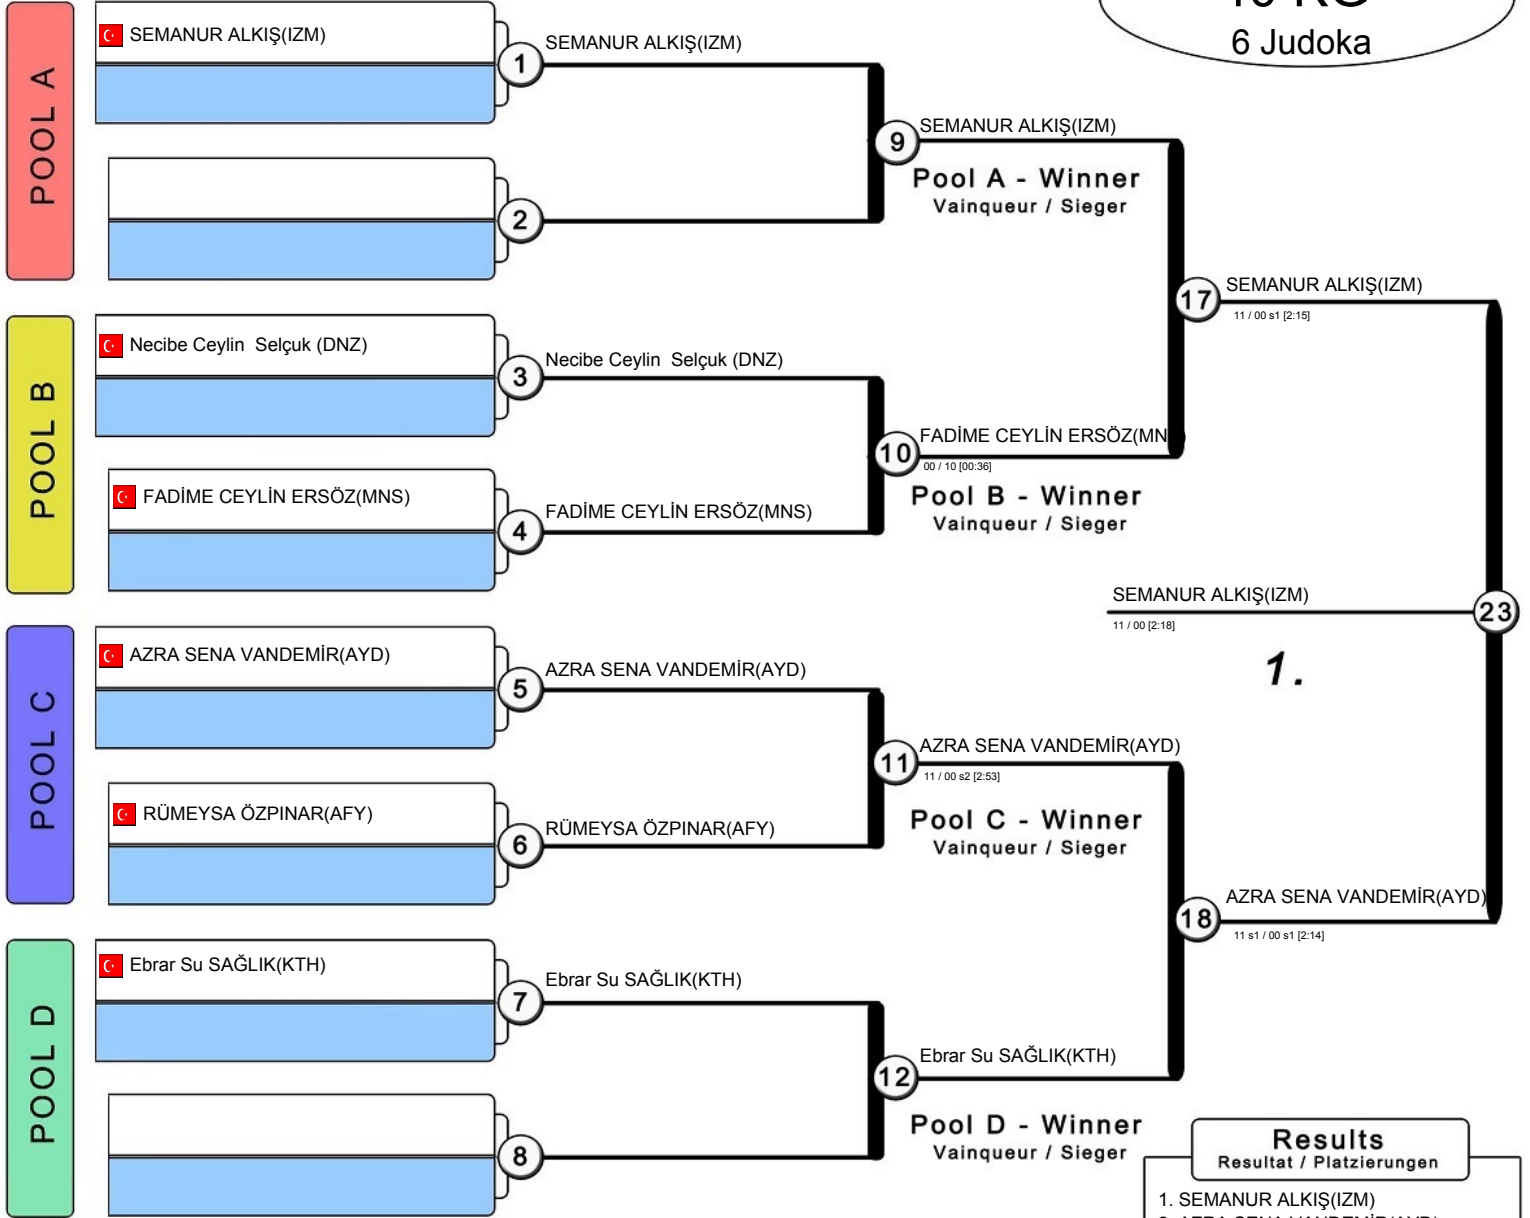 6 Judoka
POOL A
SEMANUR ALKIŞ(IZM)
1
SEMANUR ALKIŞ(IZM)
2
9
SEMANUR ALKIŞ(IZM)
Pool A - Winner
Vainqueur / Sieger
17
SEMANUR ALKIŞ(IZM)
11 / 00 s1 [2:15]
POOL B
Necibe Ceylin Selçuk (DNZ)
3
Necibe Ceylin Selçuk (DNZ)
FADİME CEYLİN ERSÖZ(MNS)
4
FADİME CEYLİN ERSÖZ(MNS)
10
FADİME CEYLİN ERSÖZ(MN
00 / 10 [00:36]
Pool B - Winner
Vainqueur / Sieger
SEMANUR ALKIŞ(IZM)
11 / 00 [2:18]
23
1.
POOL C
AZRA SENA VANDEMİR(AYD)
5
AZRA SENA VANDEMİR(AYD)
RÜMEYSA ÖZPINAR(AFY)
6
RÜMEYSA ÖZPINAR(AFY)
11
AZRA SENA VANDEMİR(AYD)
11 / 00 s2 [2:53]
Pool C - Winner
Vainqueur / Sieger
18
AZRA SENA VANDEMİR(AYD)
11 s1 / 00 s1 [2:14]
POOL D
Ebrar Su SAĞLIK(KTH)
7
Ebrar Su SAĞLIK(KTH)
8
12
Ebrar Su SAĞLIK(KTH)
Pool D - Winner
Vainqueur / Sieger
Results
Resultat / Platzierungen
1. SEMANUR ALKIŞ(IZM)
2. AZRA SENA VANDEMİR(AYD)